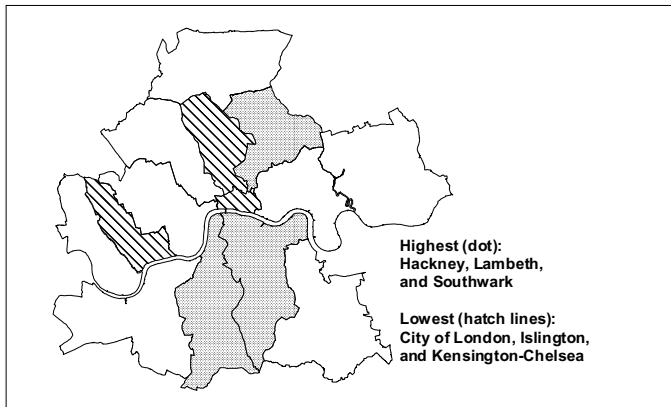 Highest (dot):
Hackney, Lambeth,
and Southwark
Lowest (hatch lines):
City of London, Islington,
and Kensington-Chelsea